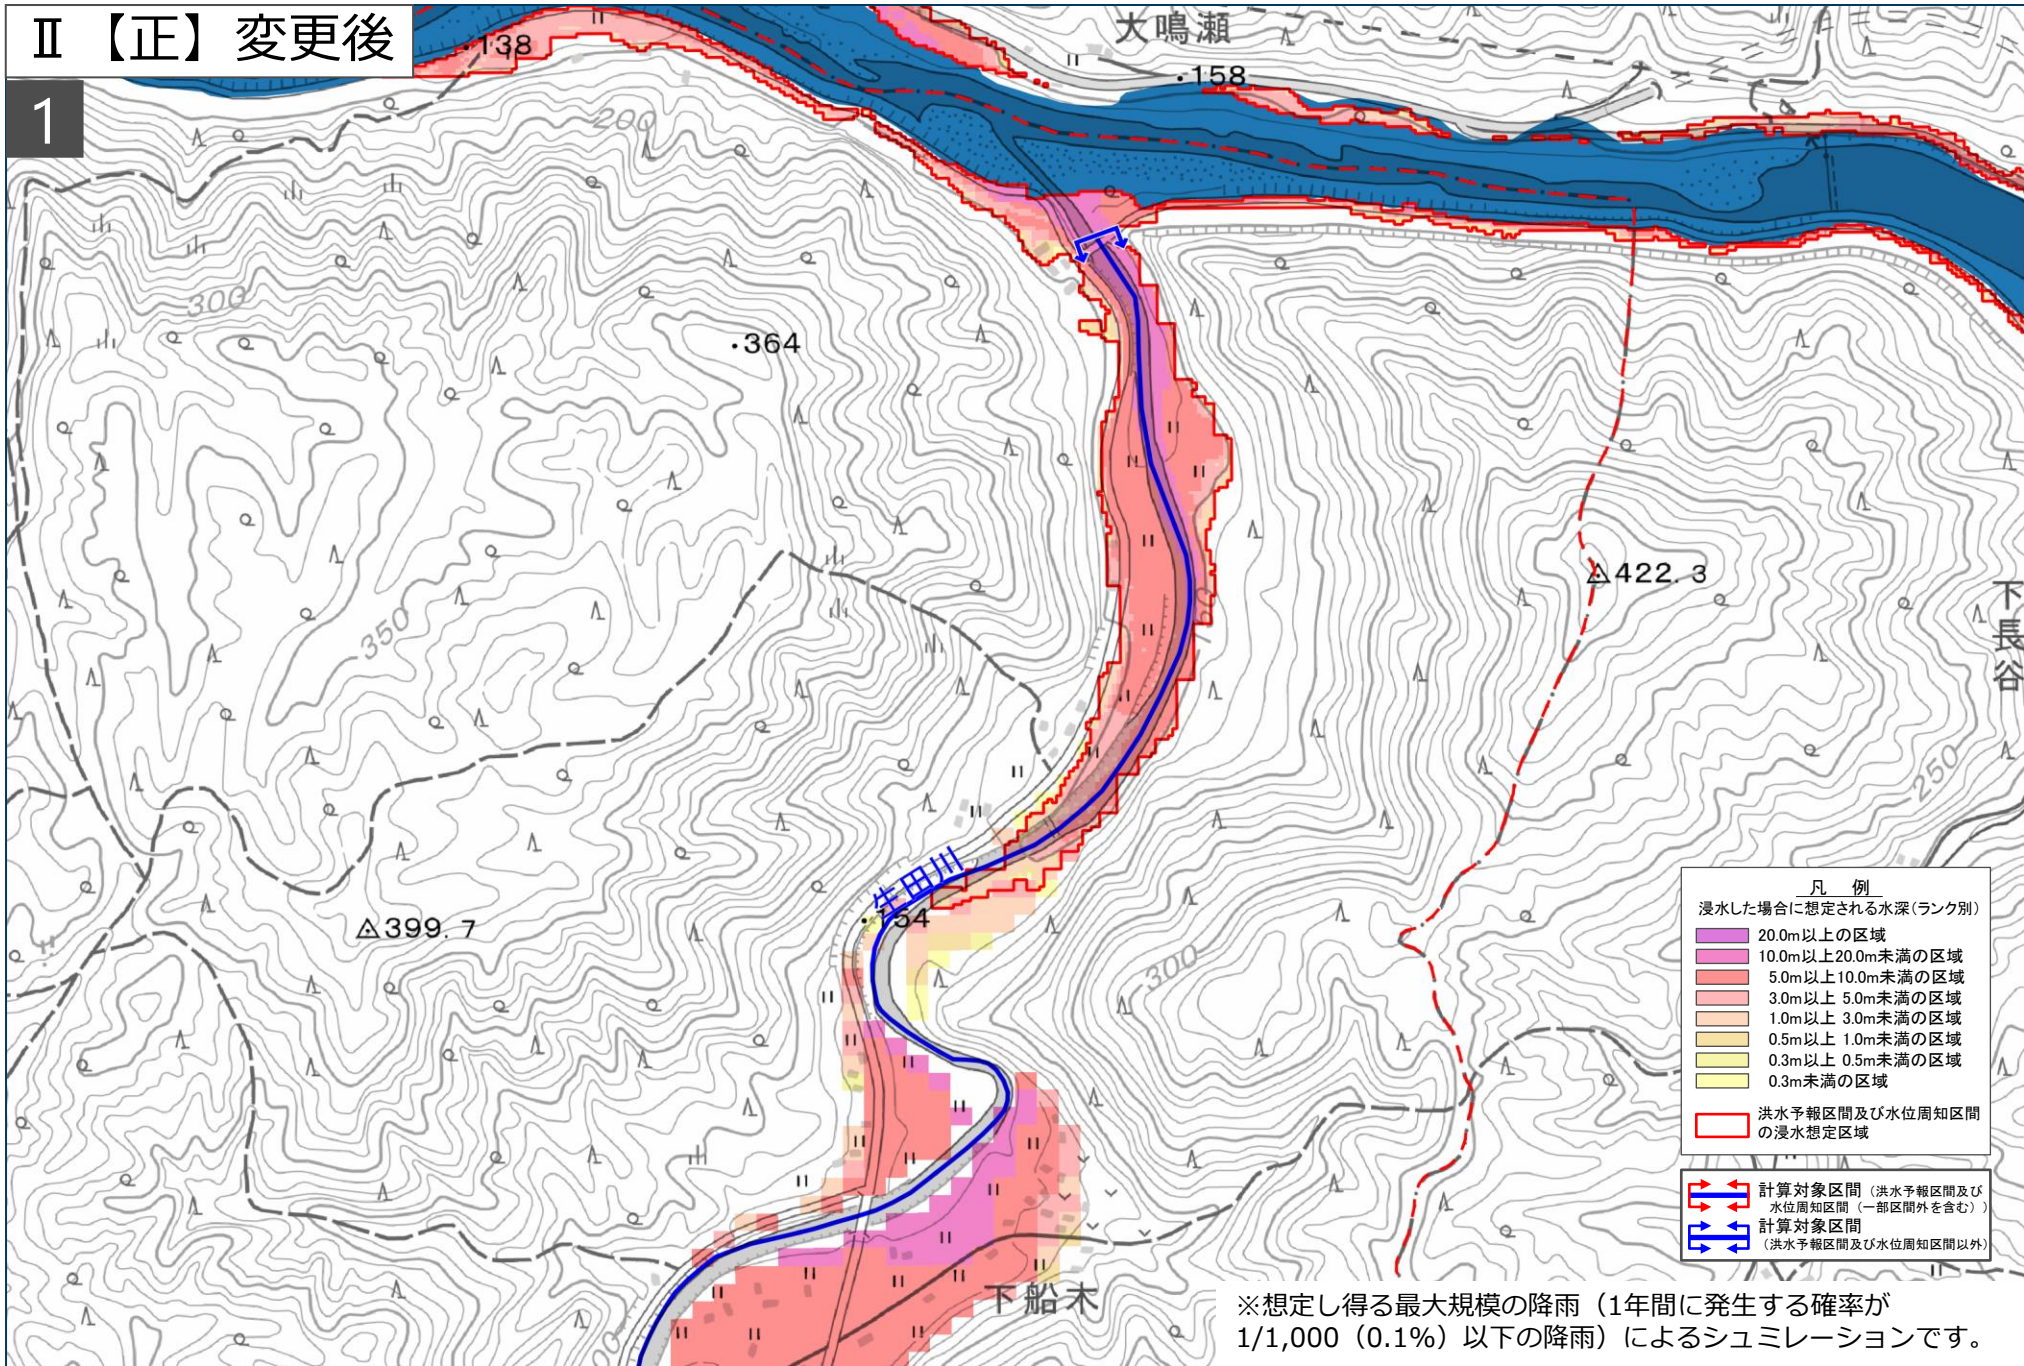 Ⅱ 【正】変更後
1
大鳴瀬
138
158
200
300
364
350
422.3
150
下長谷
250
生田川
154
399.7
300
下船木
凡 例
浸水した場合に想定される水深(ランク別)
20.0m以上の区域
10.0m以上20.0m未満の区域
5.0m以上10.0m未満の区域
3.0m以上 5.0m未満の区域
1.0m以上 3.0m未満の区域
0.5m以上 1.0m未満の区域
0.3m以上 0.5m未満の区域
0.3m未満の区域
洪水予報区間及び水位周知区間
の浸水想定区域
計算対象区間(洪水予報区間及び
水位周知区間(一部区間外を含む))
計算対象区間
(洪水予報区間及び水位周知区間以外)
※想定し得る最大規模の降雨(1年間に発生する確率が
1/1,000(0.1%)以下の降雨)によるシュミレーションです。